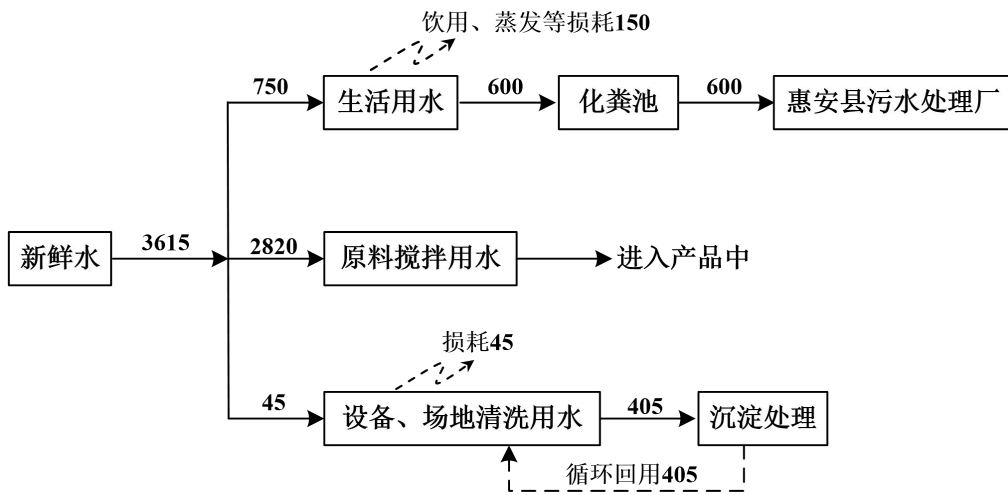 饮用、蒸发等损耗150
750
生活用水
600
化粪池
600
惠安县污水处理厂
新鲜水
3615
2820
原料搅拌用水
进入产品中
损耗45
45
设备、场地清洗用水
405
沉淀处理
循环回用405